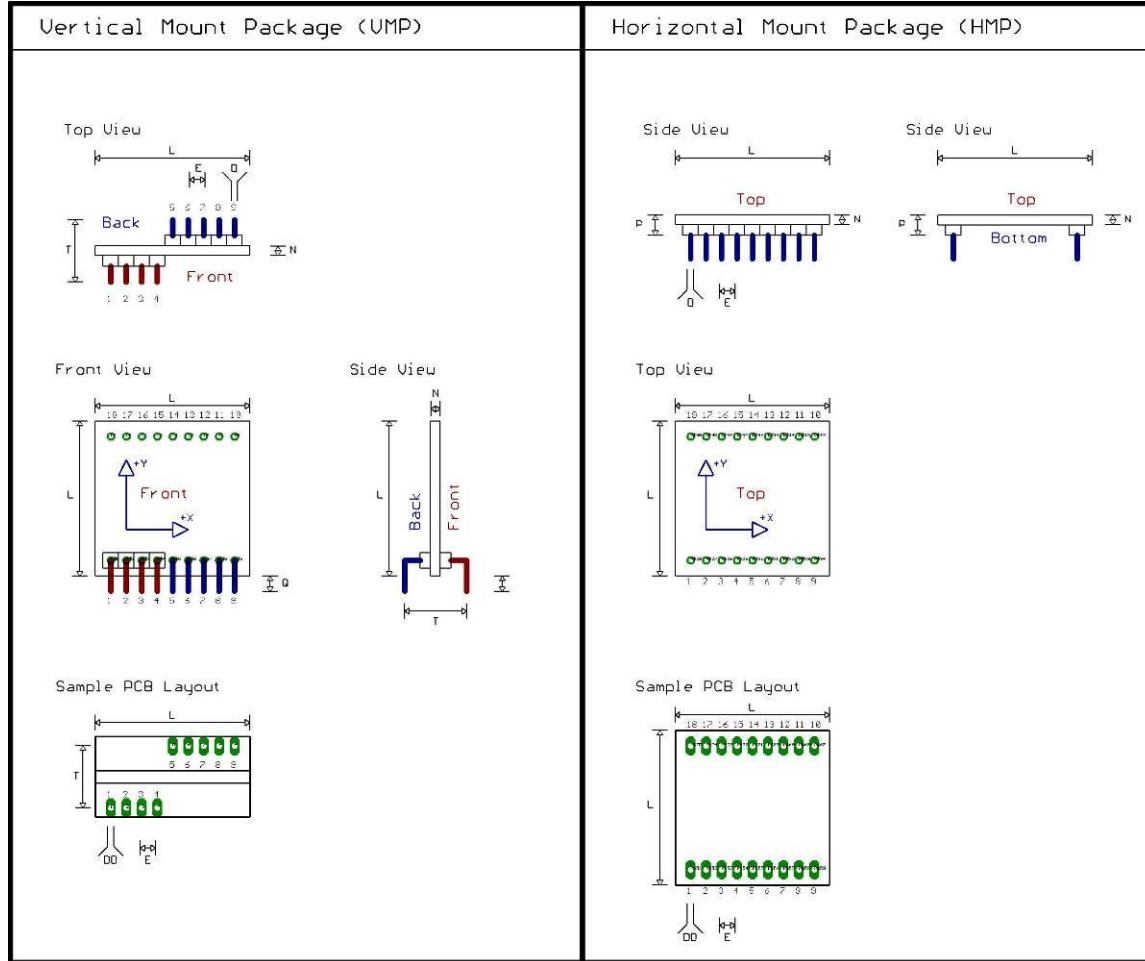 Vertical Mount Package (VMP)
Top View
L
E D
5 6 7 8 9
Back
T
N
Front
1 2 3 4
Front View
L
18 17 16 15 14 13 12 11 10
+Y
L
Front
+X
Q
1 2 3 4 5 6 7 8 9
Side View
N
L
Back
Front
T
Sample PCB Layout
L
T
5 6 7 8 9
1 2 3 4
DD E
Horizontal Mount Package (HMP)
Side View
L
Top
P
N
D E
Side View
L
Top
P
N
Bottom
Top View
L
18 17 16 15 14 13 12 11 10
+Y
L
Top
+X
1 2 3 4 5 6 7 8 9
Sample PCB Layout
L
18 17 16 15 14 13 12 11 10
L
1 2 3 4 5 6 7 8 9
DD E